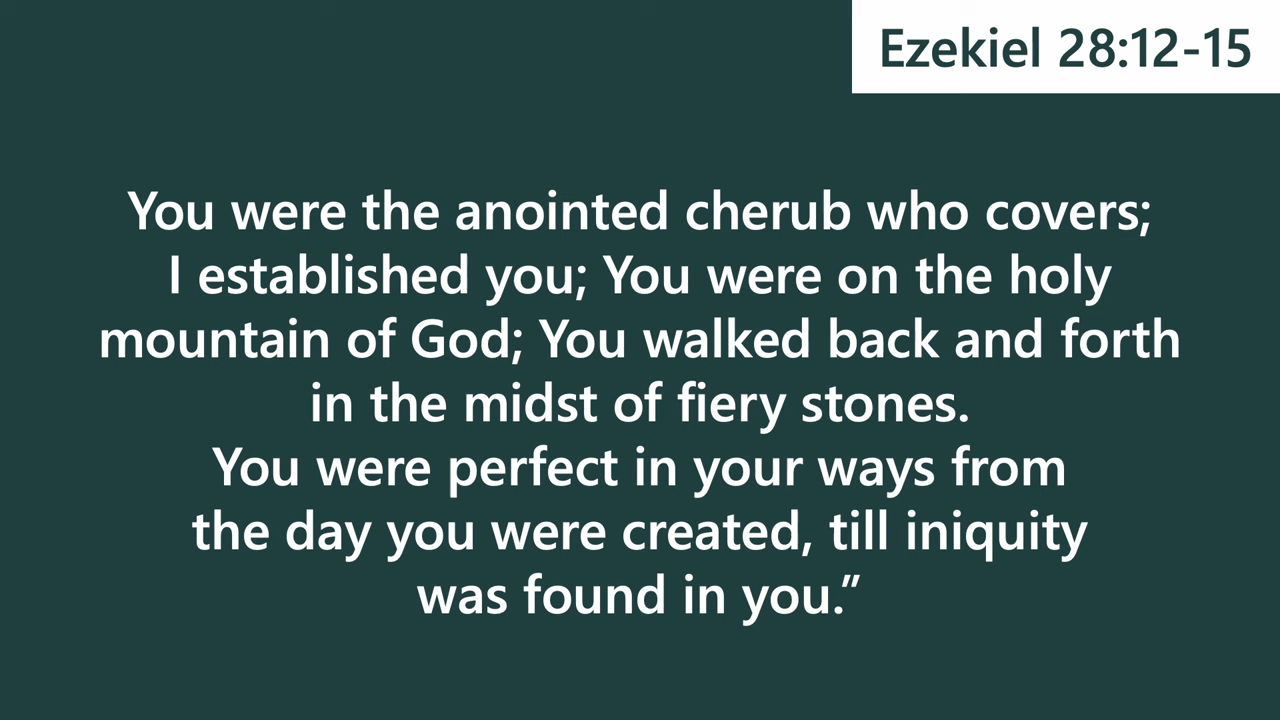 Ezekiel 28:12-15
You were the anointed cherub who covers;
I established you; You were on the holy
mountain of God; You walked back and forth
in the midst of fiery stones.
You were perfect in your ways from
the day you were created, till iniquity
was found in you.”